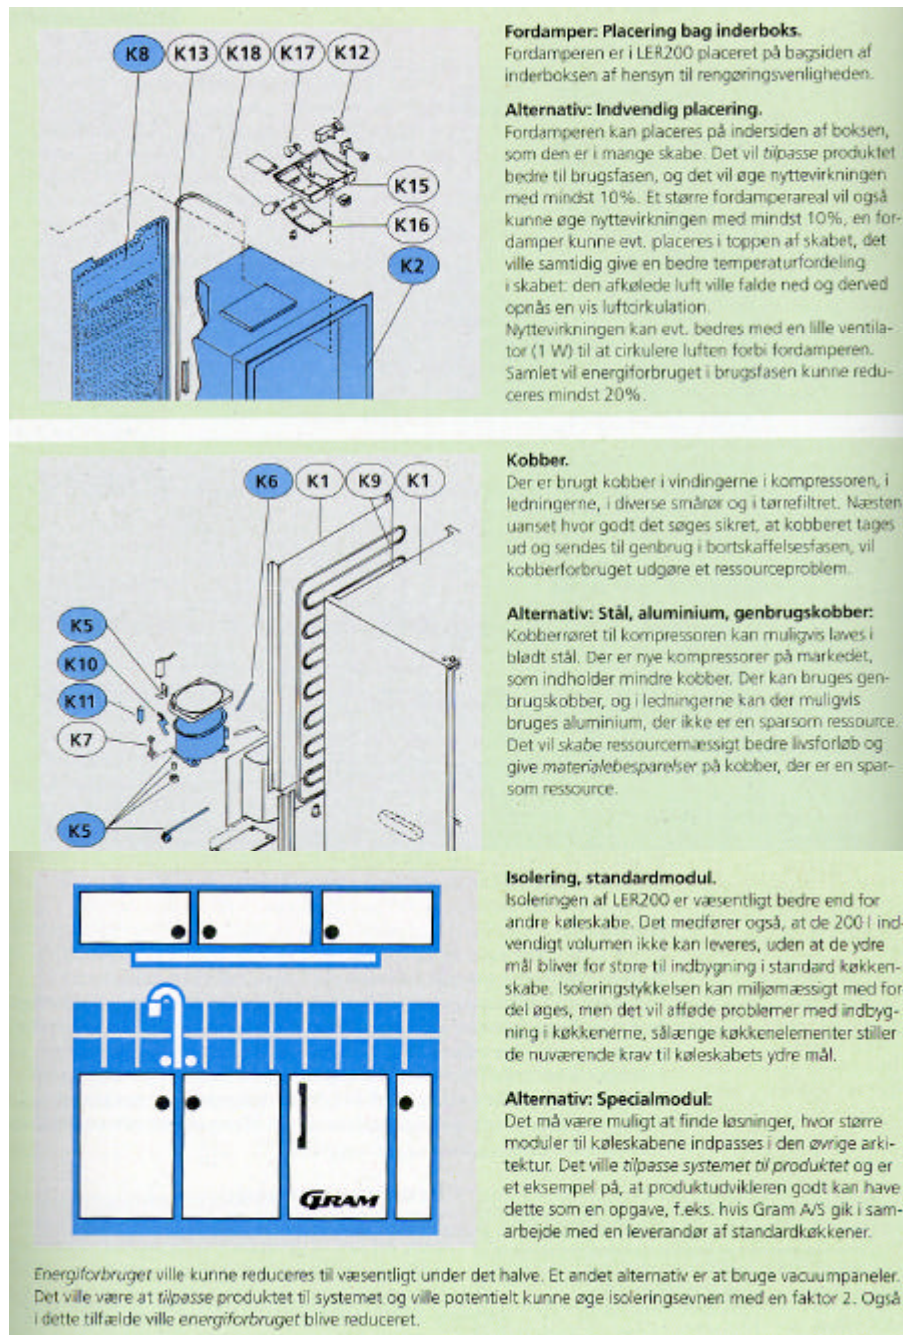 K8 K13 K18 K17 K12
K15
K16
K2
Fordamper: Placering bag inderboks.
Fordamperen er i LER200 placeret på bagsiden af
inderboksen af hensyn til rengøringsvenligheden.
Alternativ: Indvendig placering.
Fordamperen kan placeres på indersiden af boksen,
som den er i mange skabe. Det vil tilpasse produktet
bedre til brugsfasen, og det vil øge nyttevirkningen
med mindst 10%. Et større fordamperareal vil også
kunne øge nyttevirkningen med mindst 10%, en for-
damper kunne evt. placeres i toppen af skabet, det
ville samtidig give en bedre temperaturfordeling
i skabet: den afkølede luft ville falde ned og derved
opnås en vis luftcirkulation.
Nyttevirkningen kan evt. bedres med en lille ventila-
tor (1 W) til at cirkulere luften forbi fordamperen.
Samlet vil energiforbruget i brugsfasen kunne redu-
ceres mindst 20%.
K6 K1 K9 K1
K5
K10
K11
K7
K5
Kobber.
Der er brugt kobber i vindingerne i kompressoren, i
ledningerne, i diverse smårør og i tørrefiltret. Næsten
uanset hvor godt det søges sikret, at kobberet tages
ud og sendes til genbrug i bortskaffelsesfasen, vil
kobberforbruget udgøre et ressourceproblem.
Alternativ: Stål, aluminium, genbrugskobber:
Kobberrøret til kompressoren kan muligvis laves i
blødt stål. Der er nye kompressorer på markedet,
som indholder mindre kobber. Der kan bruges gen-
brugskobber, og i ledningerne kan der muligvis
bruges aluminium, der ikke er en sparsom ressource.
Det vil skabe ressourcemæssigt bedre livsforløb og
give materialebesparelser på kobber, der er en spar-
som ressource.
GRAM
Isolering, standardmodul.
Isoleringen af LER200 er væsentligt bedre end for
andre køleskabe. Det medfører også, at de 200 l ind-
vendigt volumen ikke kan leveres, uden at de ydre
mål bliver for store til indbygning i standard køkken-
skabe. Isoleringstykkelsen kan miljømæssigt med for-
del øges, men det vil afføde problemer med indbyg-
ning i køkkenerne, sålænge køkkenelementer stiller
de nuværende krav til køleskabets ydre mål.
Alternativ: Specialmodul:
Det må være muligt at finde løsninger, hvor større
moduler til køleskabene indpasses i den øvrige arki-
tektur. Det ville tilpasse systemet til produktet og er
et eksempel på, at produktudvikleren godt kan have
dette som en opgave, f.eks. hvis Gram A/S gik i sam-
arbejde med en leverandør af standardkøkkener.
Energiforbruget ville kunne reduceres til væsentligt under det halve. Et andet alternativ er at bruge vacuumpaneler.
Det ville være at tilpasse produktet til systemet og ville potentielt kunne øge isoleringsevnen med en faktor 2. Også
i dette tilfælde ville energiforbruget blive reduceret.